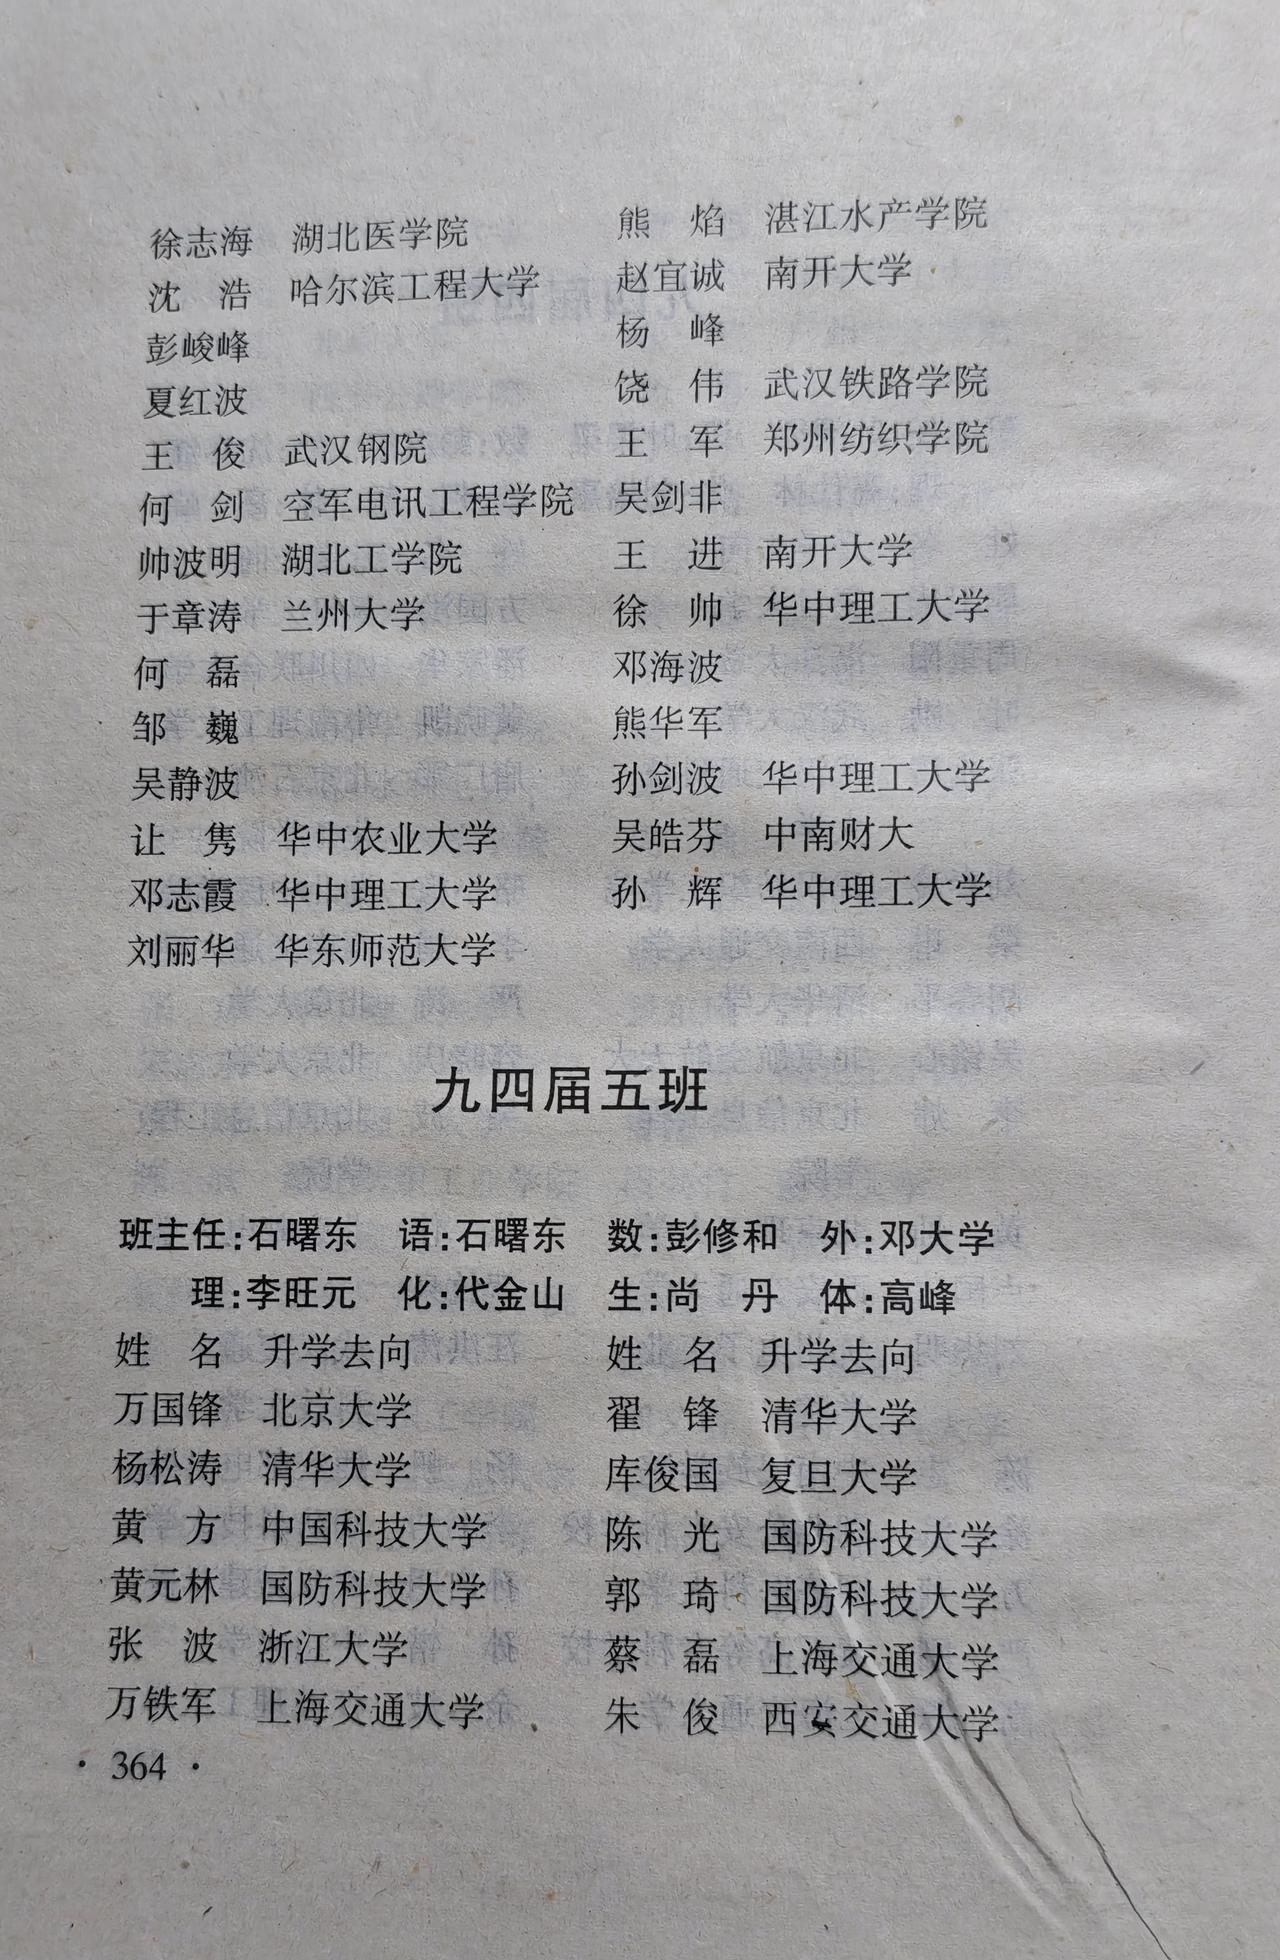 徐志海 湖北医学院 熊 焰 湛江水产学院
沈 浩 哈尔滨工程大学 赵宜诚 南开大学
彭峻峰 杨 峰
夏红波 饶 伟 武汉铁路学院
王 俊 武汉钢院 王 军 郑州纺织学院
何 剑 空军电讯工程学院 吴剑非
帅波明 湖北工学院 王 进 南开大学
于章涛 兰州大学 徐 帅 华中理工大学
何 磊 邓海波
邹 巍 熊华军
吴静波 孙剑波 华中理工大学
让 隽 华中农业大学 吴皓芬 中南财大
邓志霞 华中理工大学 孙 辉 华中理工大学
刘丽华 华东师范大学
九四届五班
班主任:石曙东 语:石曙东 数:彭修和 外:邓大学
理:李旺元 化:代金山 生:尚 丹 体:高峰
姓 名 升学去向 姓 名 升学去向
万国锋 北京大学 翟 锋 清华大学
杨松涛 清华大学 库俊国 复旦大学
黄 方 中国科技大学 陈 光 国防科技大学
黄元林 国防科技大学 郭 琦 国防科技大学
张 波 浙江大学 蔡 磊 上海交通大学
万铁军 上海交通大学 朱 俊 西安交通大学
· 364 ·